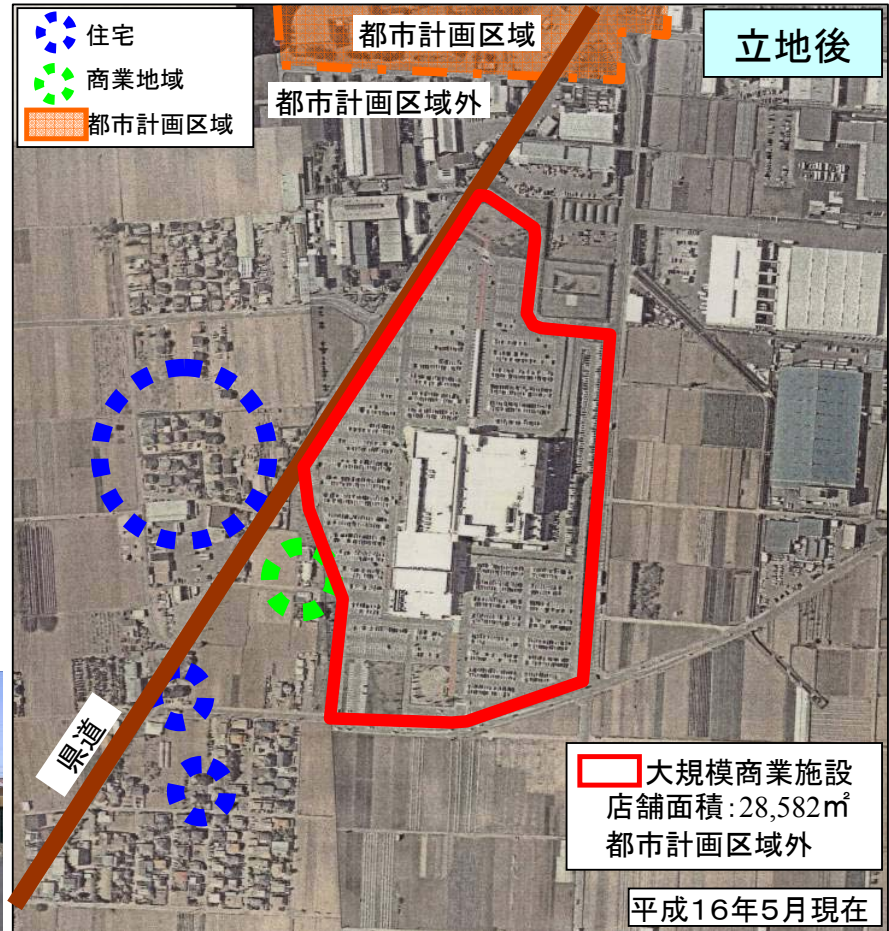 住宅
商業地域
都市計画区域
都市計画区域
都市計画区域外
立地後
県道
大規模商業施設
店舗面積:28,582㎡
都市計画区域外
平成16年5月現在